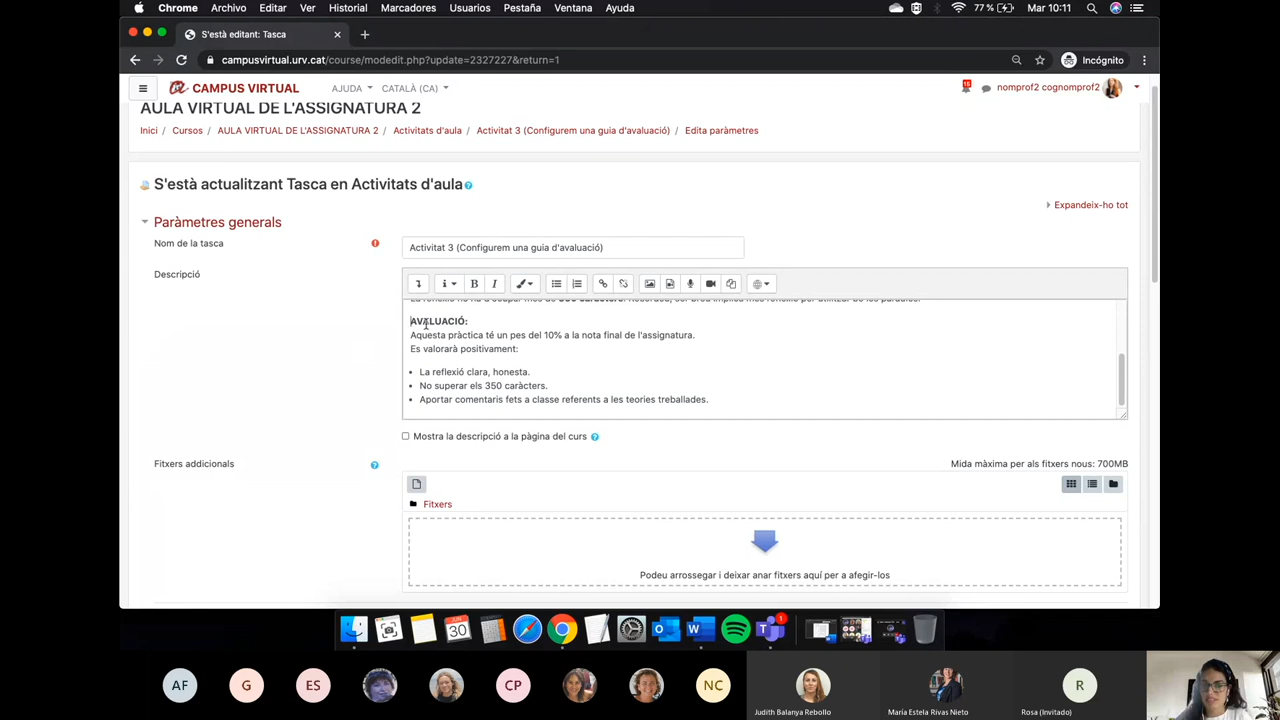 Chrome Archivo Editar Ver Historial Marcadores Usuarios Pestaña Ventana Ayuda 77 % Mar 10:11
S'està editant: Tasca
campusvirtual.urv.cat/course/modedit.php?update=2327227&return=1 Incógnito
CAMPUS VIRTUAL AJUDA CATALÀ (CA) nomprof2 cognomprof2
AULA VIRTUAL DE L'ASSIGNATURA 2
Inici / Cursos / AULA VIRTUAL DE L'ASSIGNATURA 2 / Activitats d'aula / Activitat 3 (Configurem una guia d'avaluació) / Edita paràmetres
S'està actualitzant Tasca en Activitats d'aula
Expandeix-ho tot
Paràmetres generals
Nom de la tasca
Activitat 3 (Configurem una guia d'avaluació)
Descripció
AVALUACIÓ:
Aquesta pràctica té un pes del 10% a la nota final de l'assignatura.
Es valorarà positivament:
• La reflexió clara, honesta.
• No superar els 350 caràcters.
• Aportar comentaris fets a classe referents a les teories treballades.
Mostra la descripció a la pàgina del curs
Fitxers addicionals
Mida màxima per als fitxers nous: 700MB
Fitxers
Podeu arrossegar i deixar anar fitxers aquí per a afegir-los
JUN
30
1
AF G ES CP NC R
Judith Balanya Rebollo María Estela Rivas Nieto Rosa (Invitado)